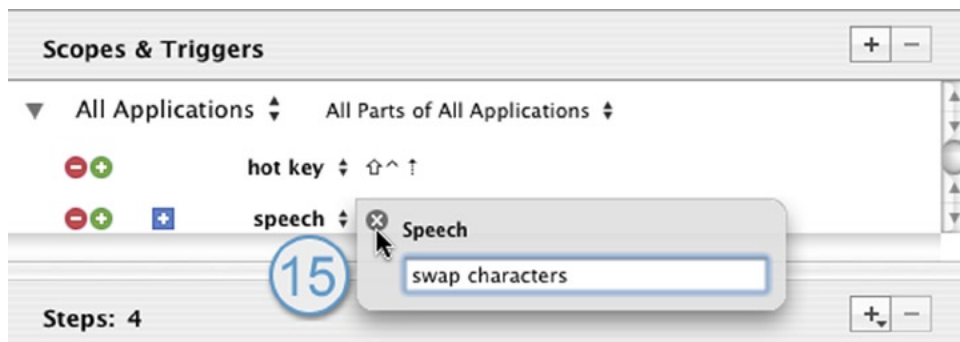 Scopes & Triggers
All Applications All Parts of All Applications
hot key ⇧^⇡
speech Speech
swap characters
15
Steps: 4